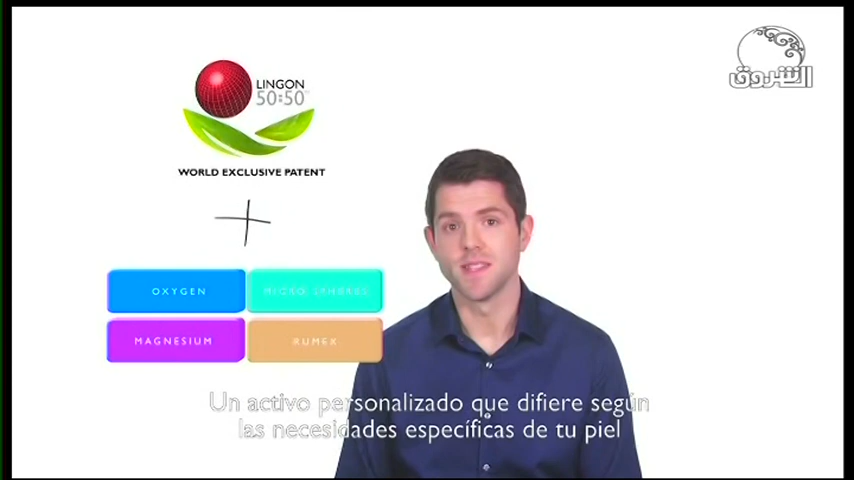 الشروق
LINGON
50:50
WORLD EXCLUSIVE PATENT
OXYGEN
MAGNESIUM
RUMEX
Un activo personalizado que difiere según
las necesidades específicas de tu piel